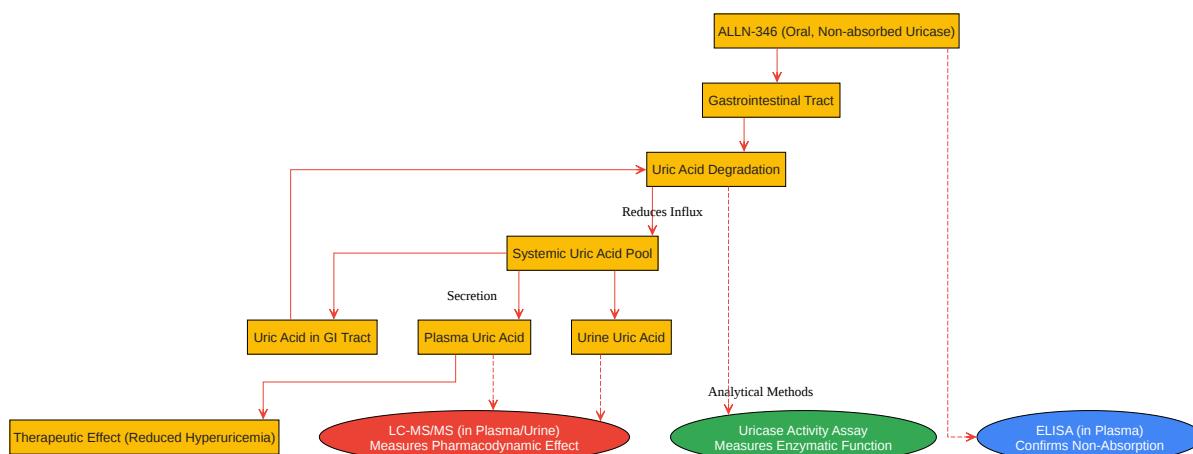 ALLN-346 (Oral, Non-absorbed Uricase)
Gastrointestinal Tract
Uric Acid Degradation
Reduces Influx
Systemic Uric Acid Pool
Secretion
Uric Acid in GI Tract
Plasma Uric Acid
Urine Uric Acid
Analytical Methods
Therapeutic Effect (Reduced Hyperuricemia)
LC-MS/MS (in Plasma/Urine)
Measures Pharmacodynamic Effect
Uricase Activity Assay
Measures Enzymatic Function
ELISA (in Plasma)
Confirms Non-Absorption